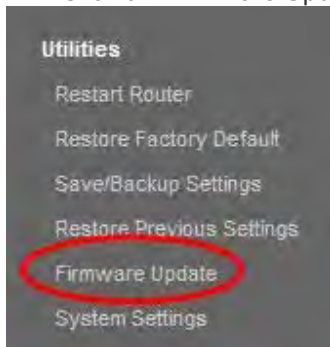 Utilities
Restart Router
Restore Factory Default
Save/Backup Settings
Restore Previous Settings
Firmware Update
System Settings